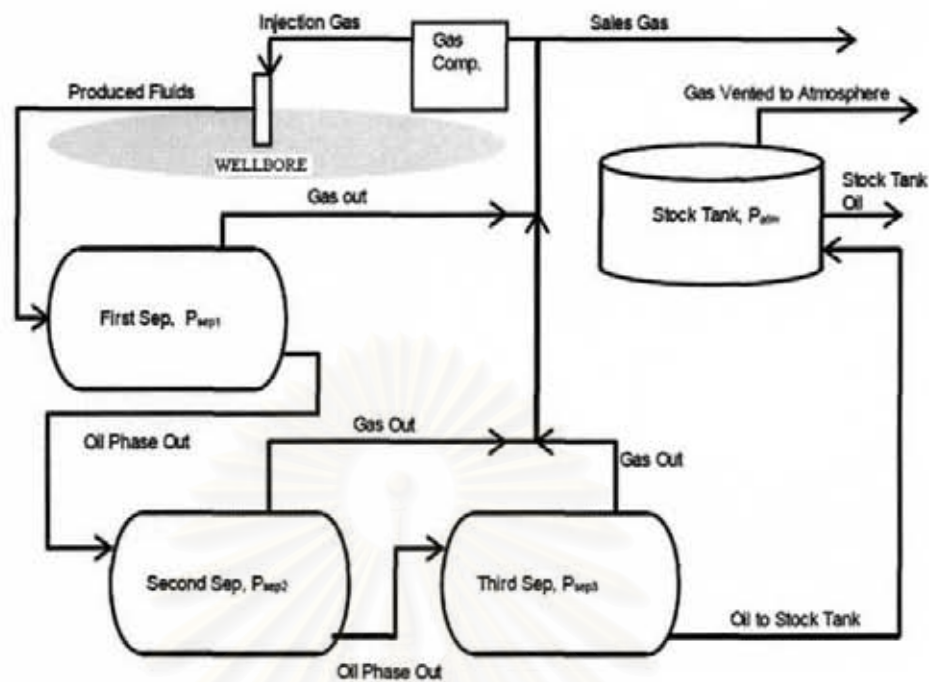 Injection Gas
Gas
Comp.
Sales Gas
Produced Fluids
Gas Vented to Atmosphere
WELLBORE
Gas out
Stock Tank
Oil
Stock Tank, Patm
First Sep, Psep1
Oil Phase Out
Gas Out
Gas Out
Second Sep, Psep2
Third Sep, Psep3
Oil to Stock Tank
Oil Phase Out